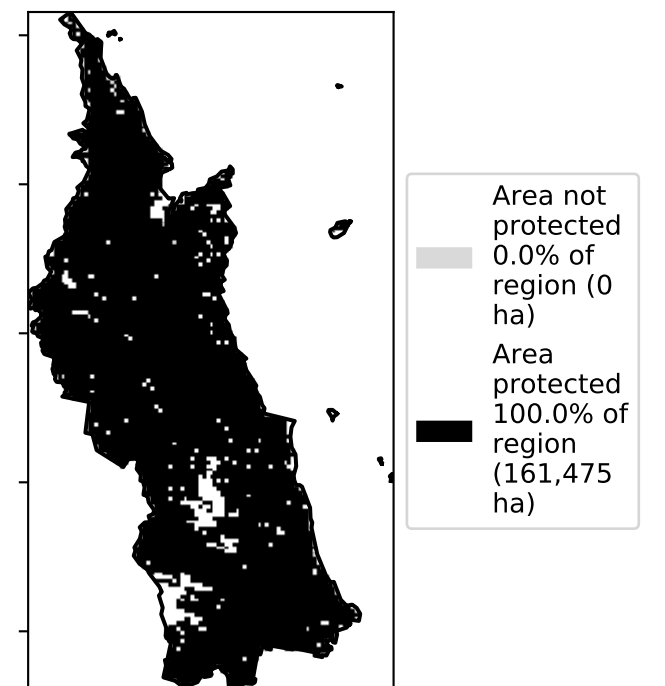 Area not
protected
0.0% of
region (0
ha)
Area
protected
100.0% of
region
(161,475
ha)